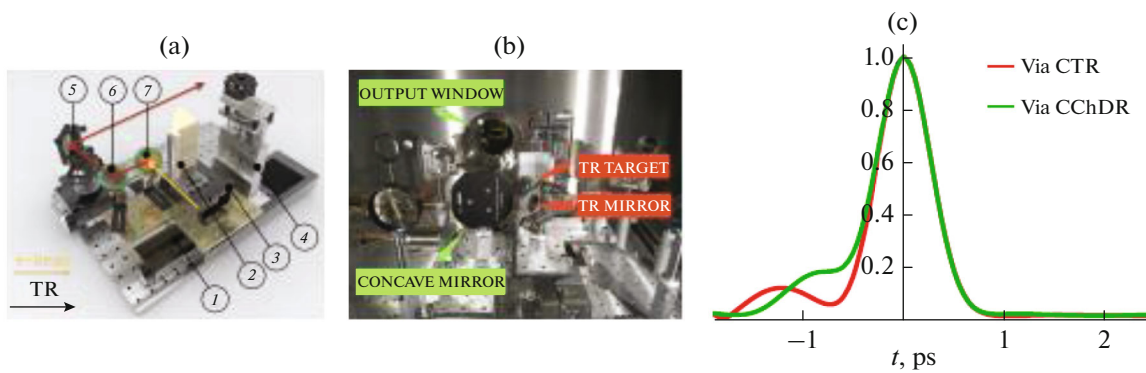 (a)
5
6
7
4
3
2
1
TR
(b)
OUTPUT WINDOW
TR TARGET
TR MIRROR
CONCAVE MIRROR
(c)
1.0
0.8
0.6
0.4
0.2
−1
1
2
t, ps
Via CTR
Via CChDR